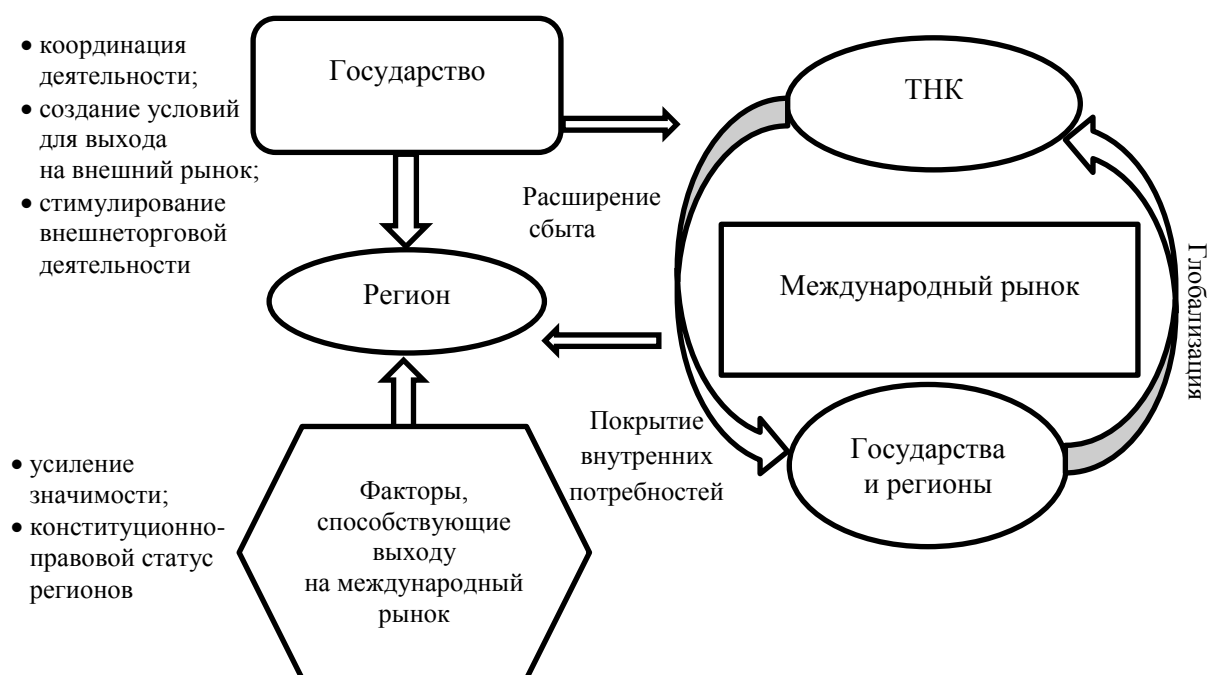 • координация
деятельности;
• создание условий
для выхода
на внешний рынок;
• стимулирование
внешнеторговой
деятельности
Государство
ТНК
Расширение
сбыта
Регион
Международный рынок
Глобализация
Покрытие
внутренних
потребностей
Государства
и регионы
• усиление
значимости;
• конституционно-
правовой статус
регионов
Факторы,
способствующие
выходу
на международный
рынок